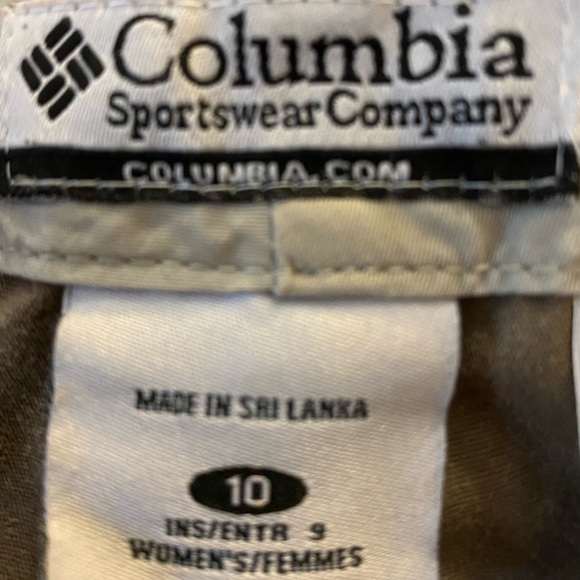 Columbia
Sportswear Company
COLUMBIA.COM
MADE IN SRI LANKA
10
INS/ENTR 9
WOMEN'S/FEMMES